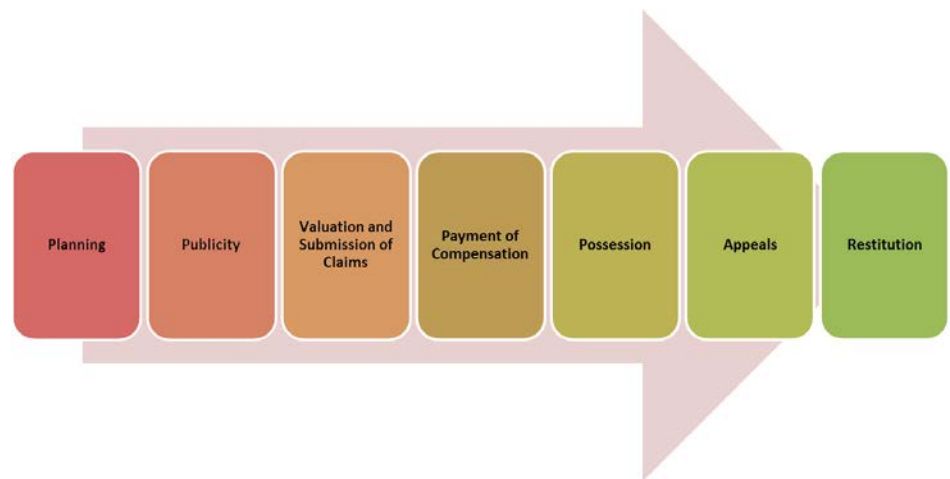 Planning
Publicity
Valuation and
Submission of
Claims
Payment of
Compensation
Possession
Appeals
Restitution